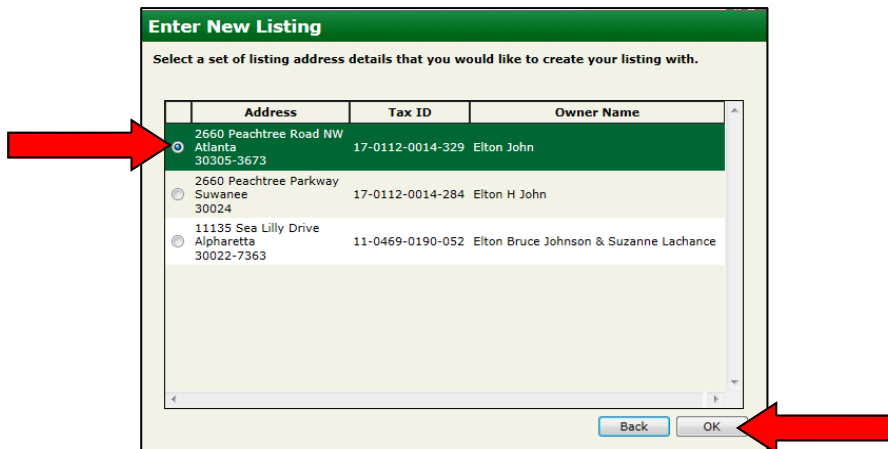 Enter New Listing
Select a set of listing address details that you would like to create your listing with.
Address Tax ID Owner Name
2660 Peachtree Road NW
Atlanta 17-0112-0014-329 Elton John
30305-3673
2660 Peachtree Parkway
Suwanee 17-0112-0014-284 Elton H John
30024
11135 Sea Lilly Drive
Alpharetta 11-0469-0190-052 Elton Bruce Johnson & Suzanne Lachance
30022-7363
Back OK